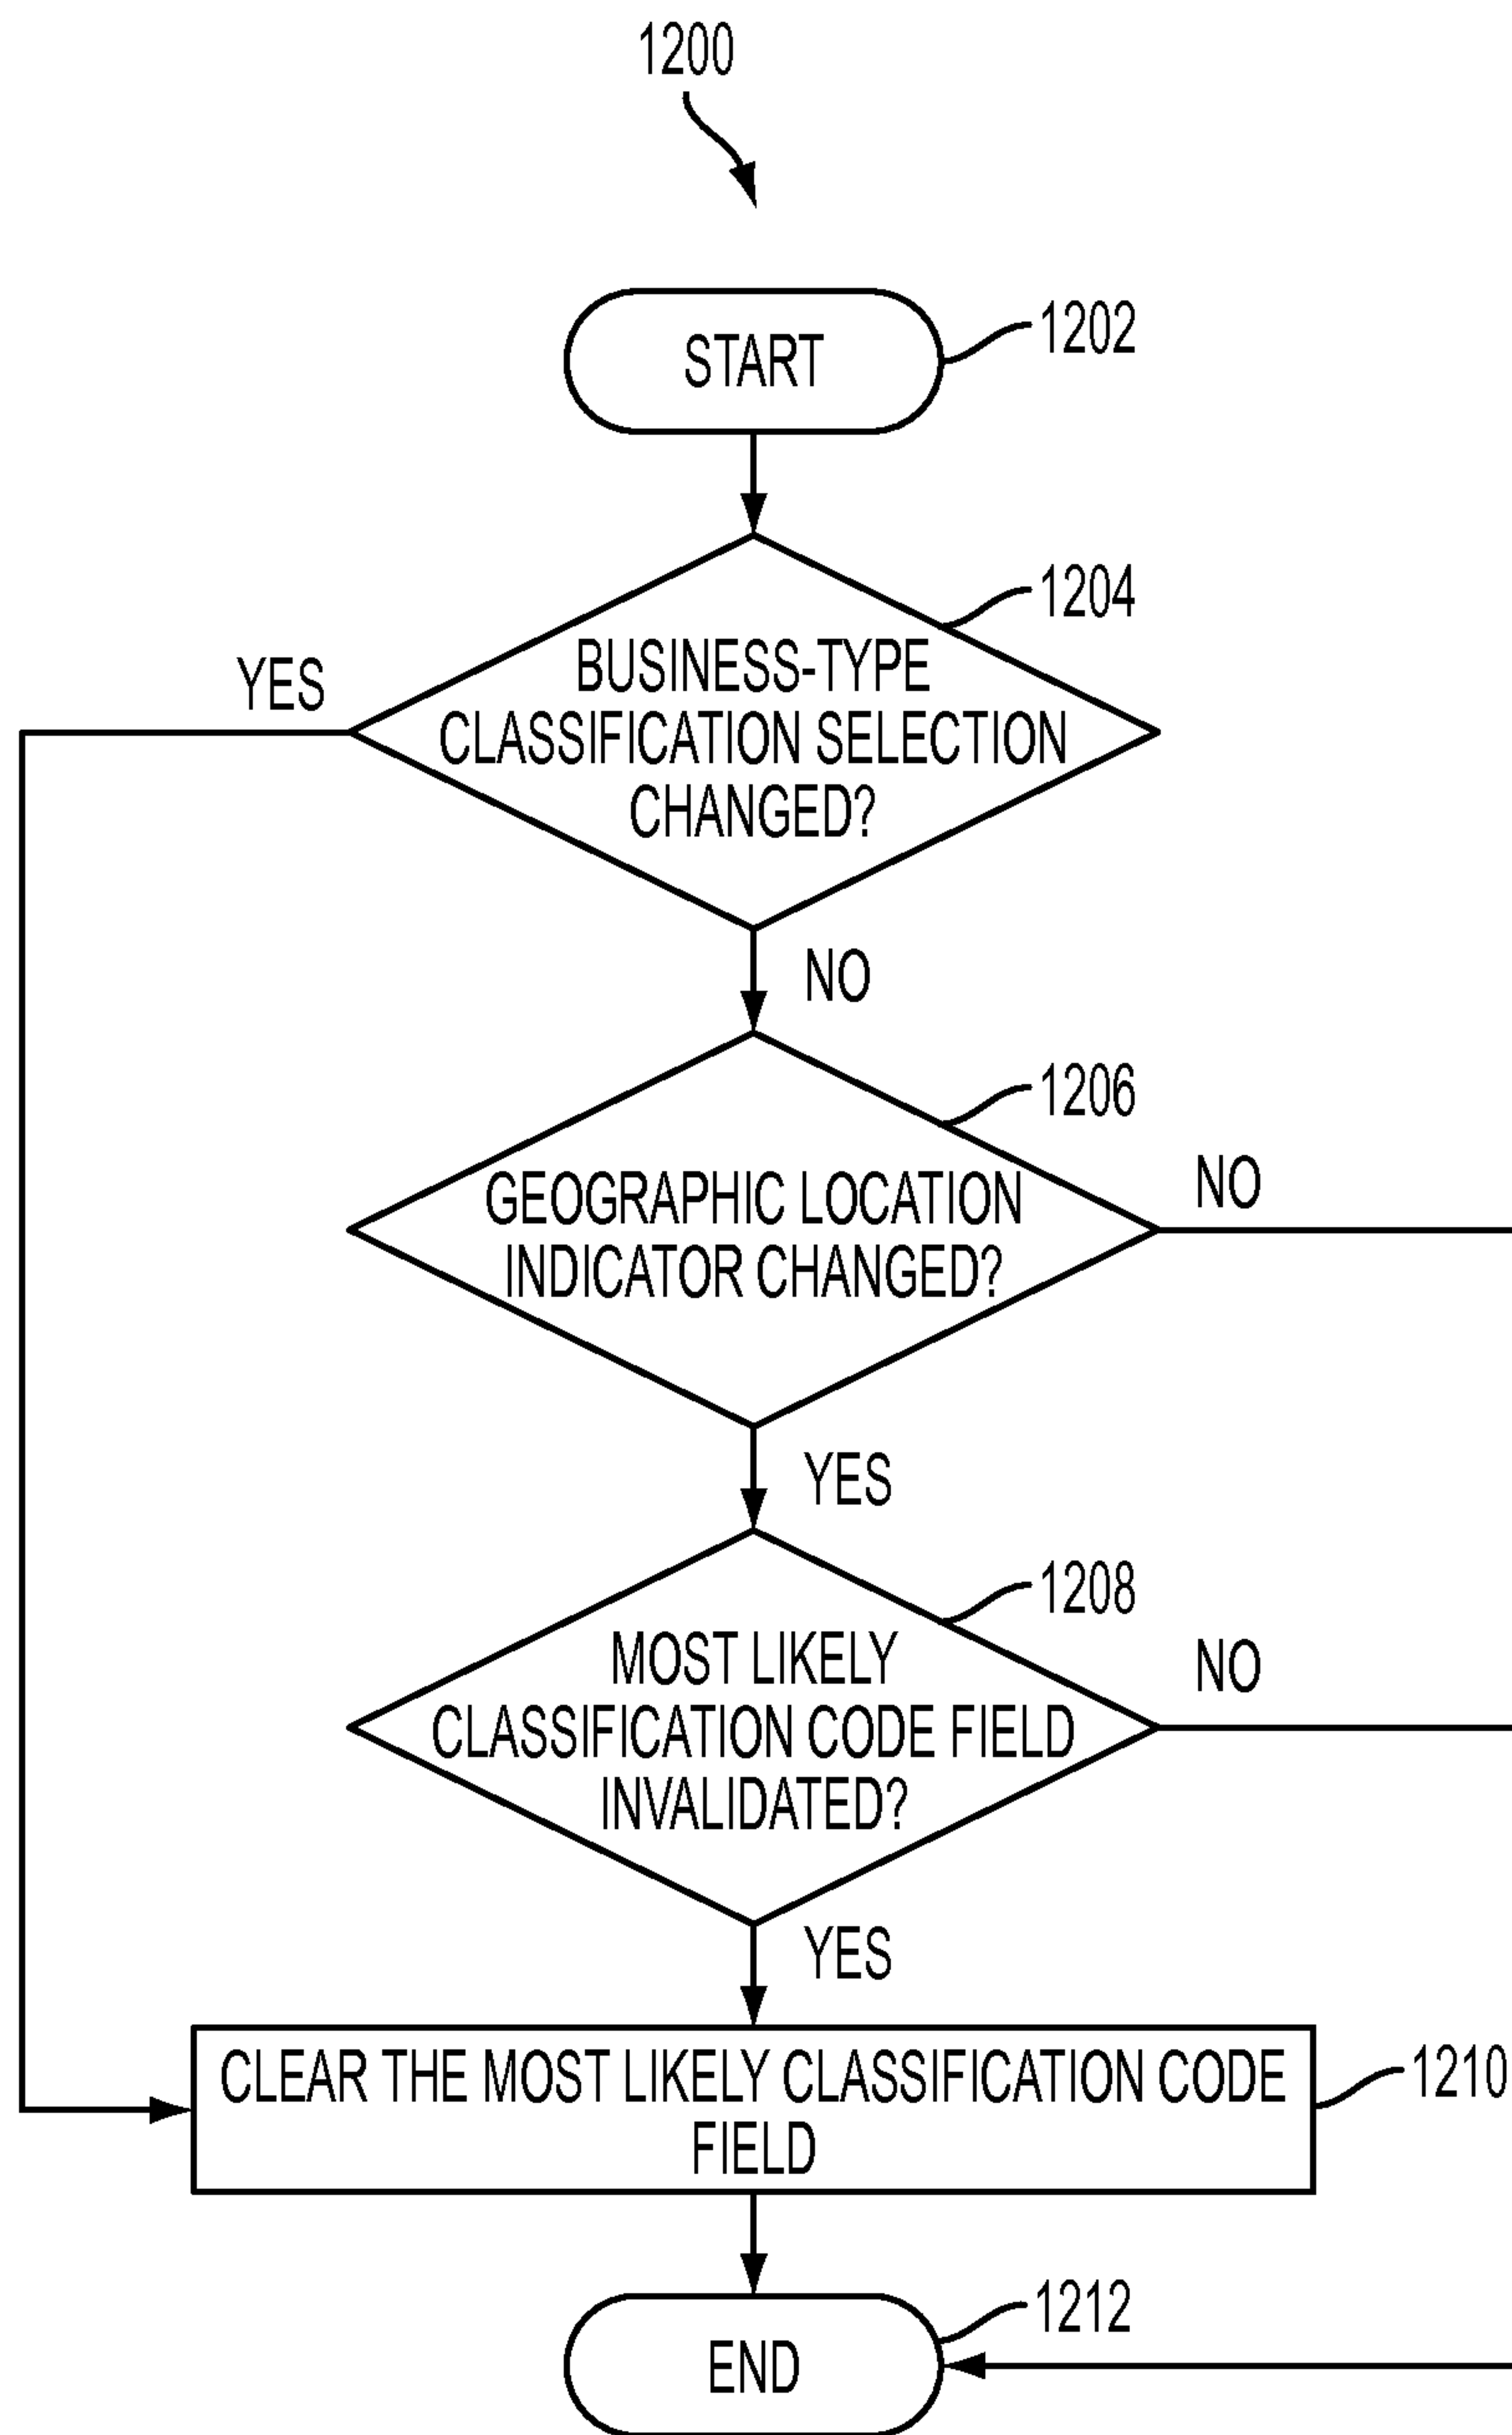 1200
START
1202
1204
BUSINESS-TYPE
YES
CLASSIFICATION SELECTION
CHANGED?
NO
1206
GEOGRAPHIC LOCATION
NO
INDICATOR CHANGED?
YES
1208
MOST LIKELY
NO
CLASSIFICATION CODE FIELD
INVALIDATED?
YES
CLEAR THE MOST LIKELY CLASSIFICATION CODE
1210
FIELD
1212
END